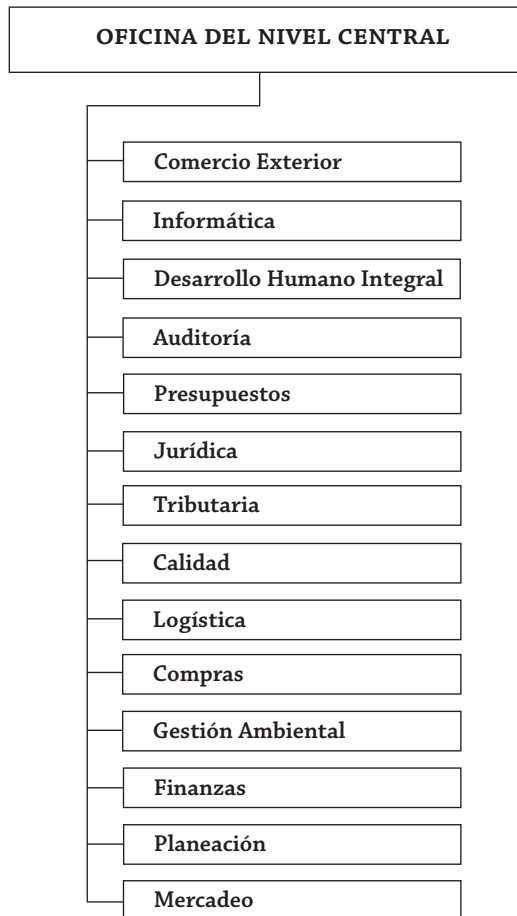 OFICINA DEL NIVEL CENTRAL
Comercio Exterior
Informática
Desarrollo Humano Integral
Auditoría
Presupuestos
Jurídica
Tributaria
Calidad
Logística
Compras
Gestión Ambiental
Finanzas
Planeación
Mercadeo